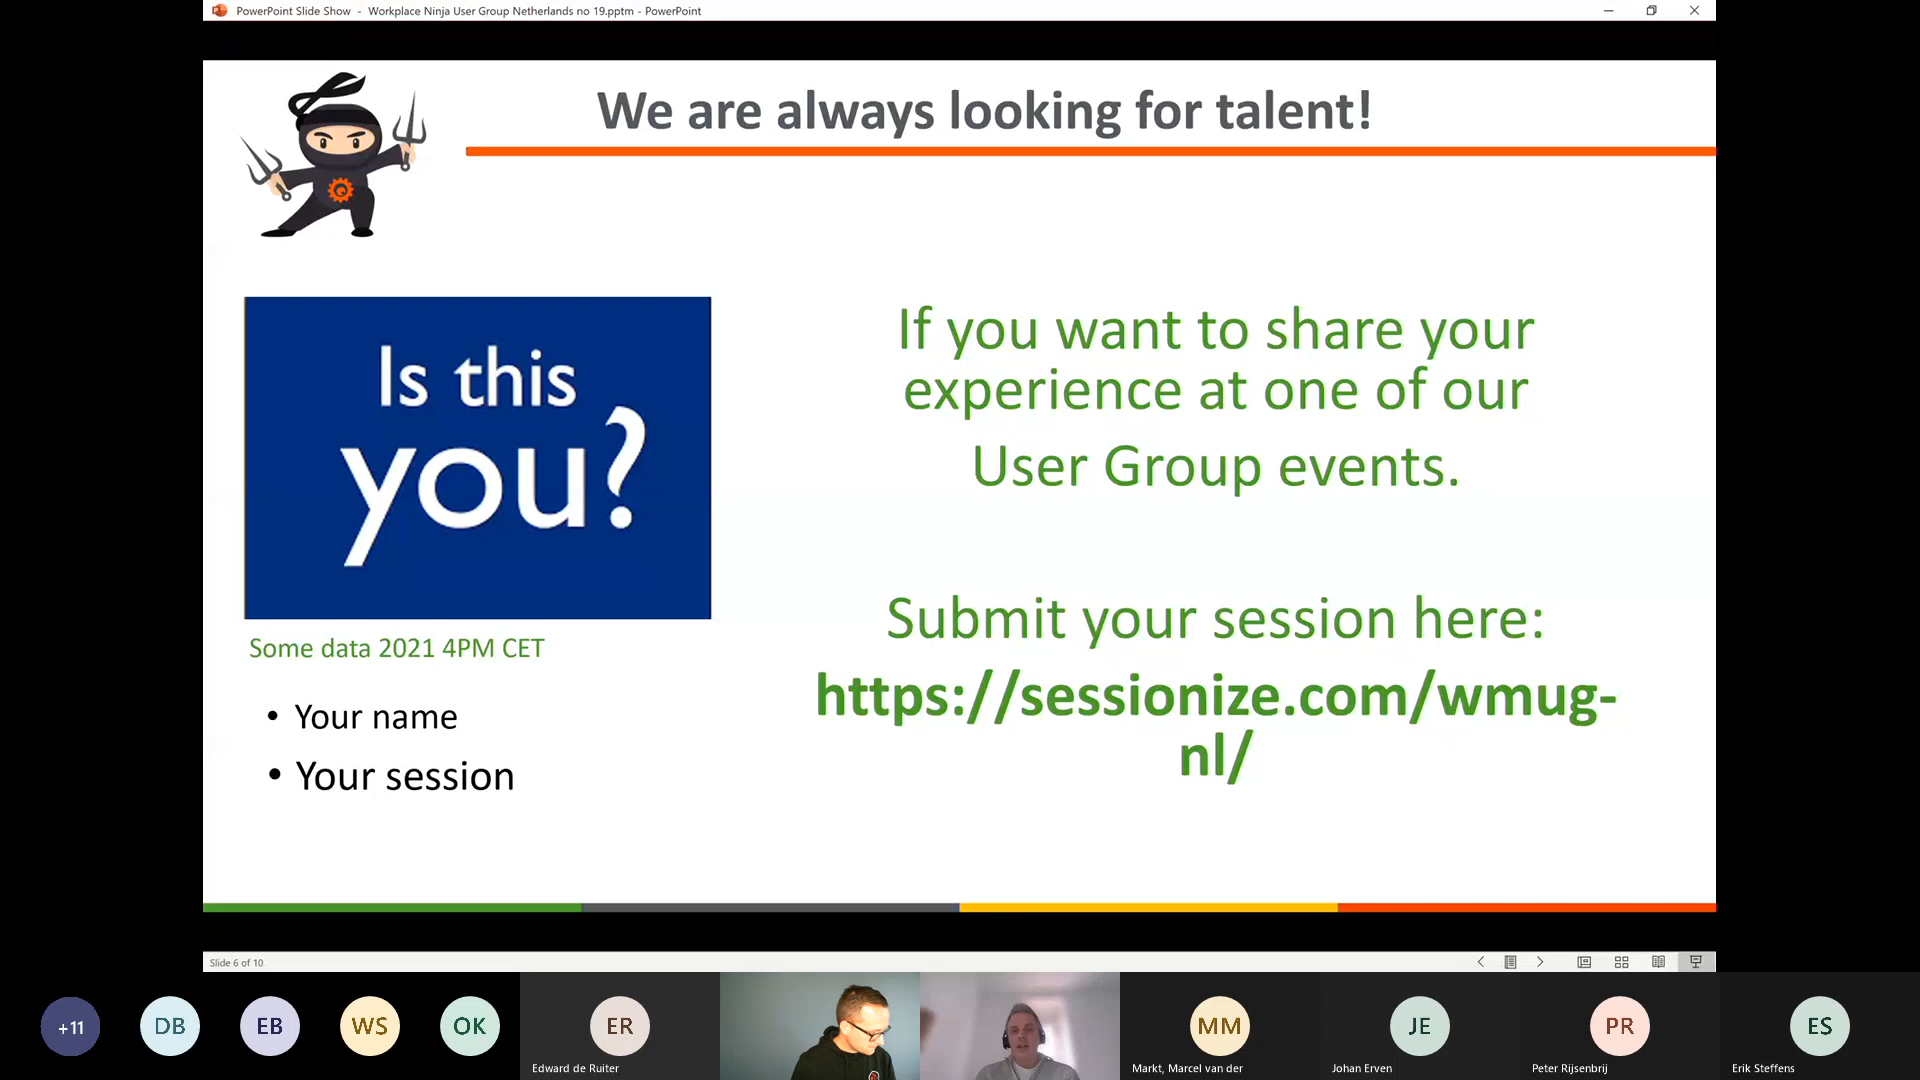 PowerPoint Slide Show - Workplace Ninja User Group Netherlands no 19.pptm - PowerPoint
We are always looking for talent!
Is this
you?
Some data 2021 4PM CET
• Your name
• Your session
If you want to share your
experience at one of our
User Group events.
Submit your session here:
https://sessionize.com/wmug-
nl/
Slide 6 of 10
+11
DB
EB
WS
OK
ER
Edward de Ruiter
MM
Markt, Marcel van der
JE
Johan Erven
PR
Peter Rijsenbrij
ES
Erik Steffens